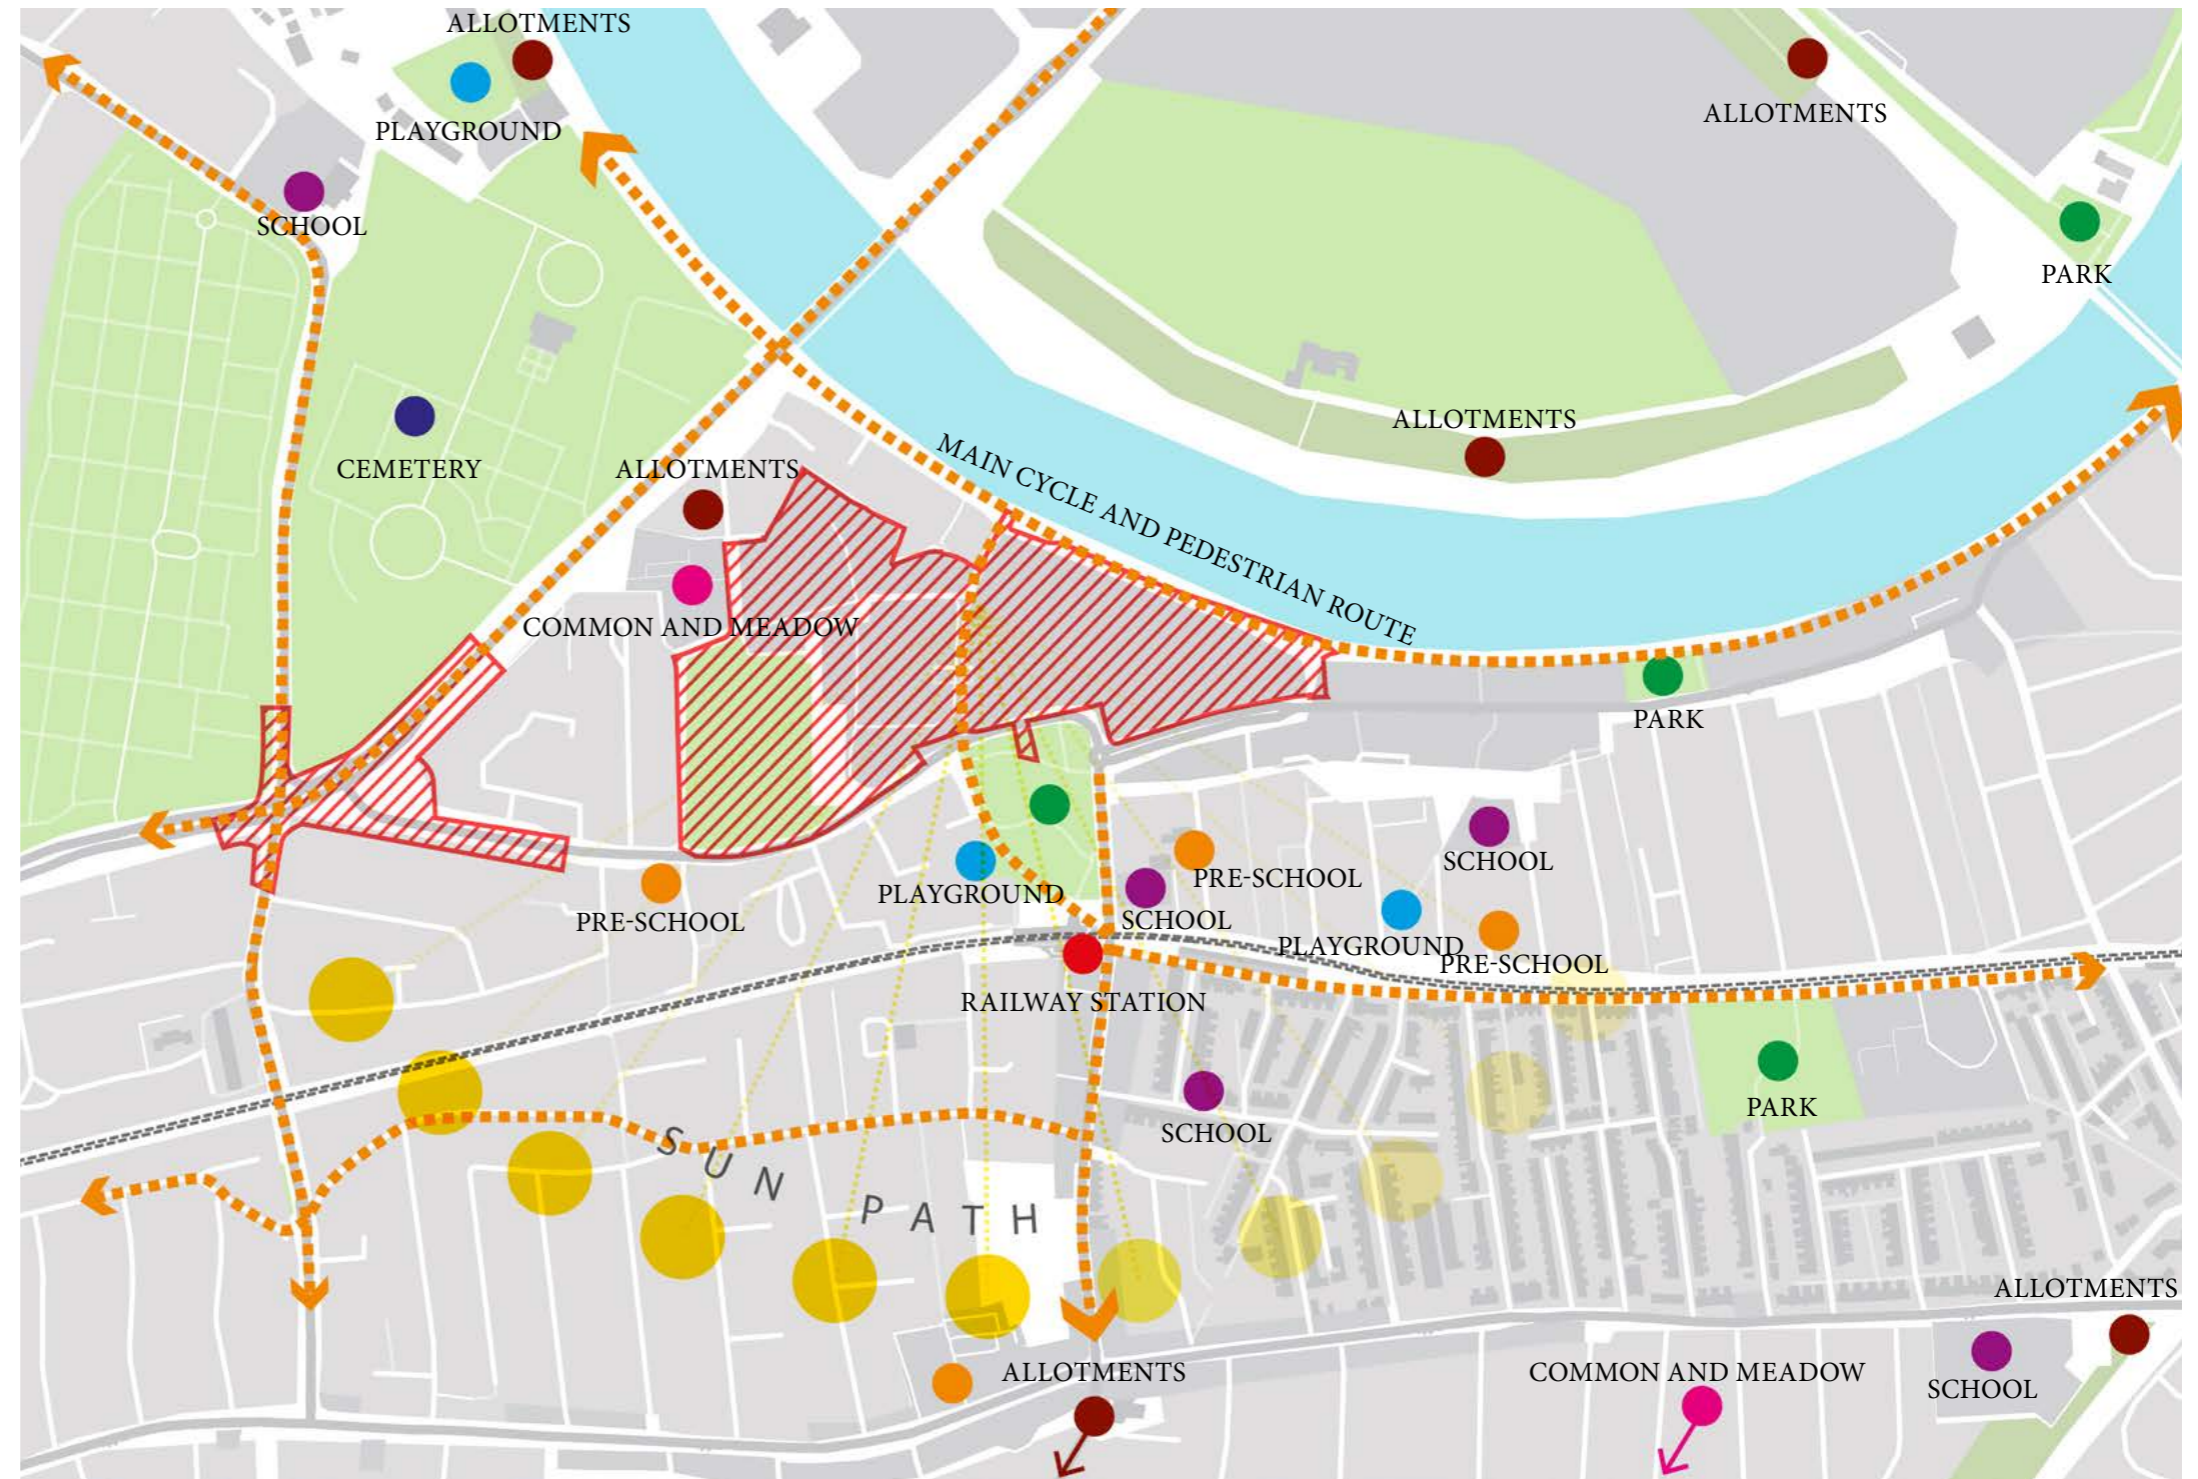 ALLOTMENTS
PLAYGROUND
ALLOTMENTS
SCHOOL
PARK
ALLOTMENTS
CEMETERY
ALLOTMENTS
MAIN CYCLE AND PEDESTRIAN ROUTE
COMMON AND MEADOW
PARK
SCHOOL
PRE-SCHOOL
PLAYGROUND
PRE-SCHOOL
SCHOOL
PLAYGROUND
PRE-SCHOOL
RAILWAY STATION
PARK
SCHOOL
SUN PATH
ALLOTMENTS
ALLOTMENTS
COMMON AND MEADOW
SCHOOL